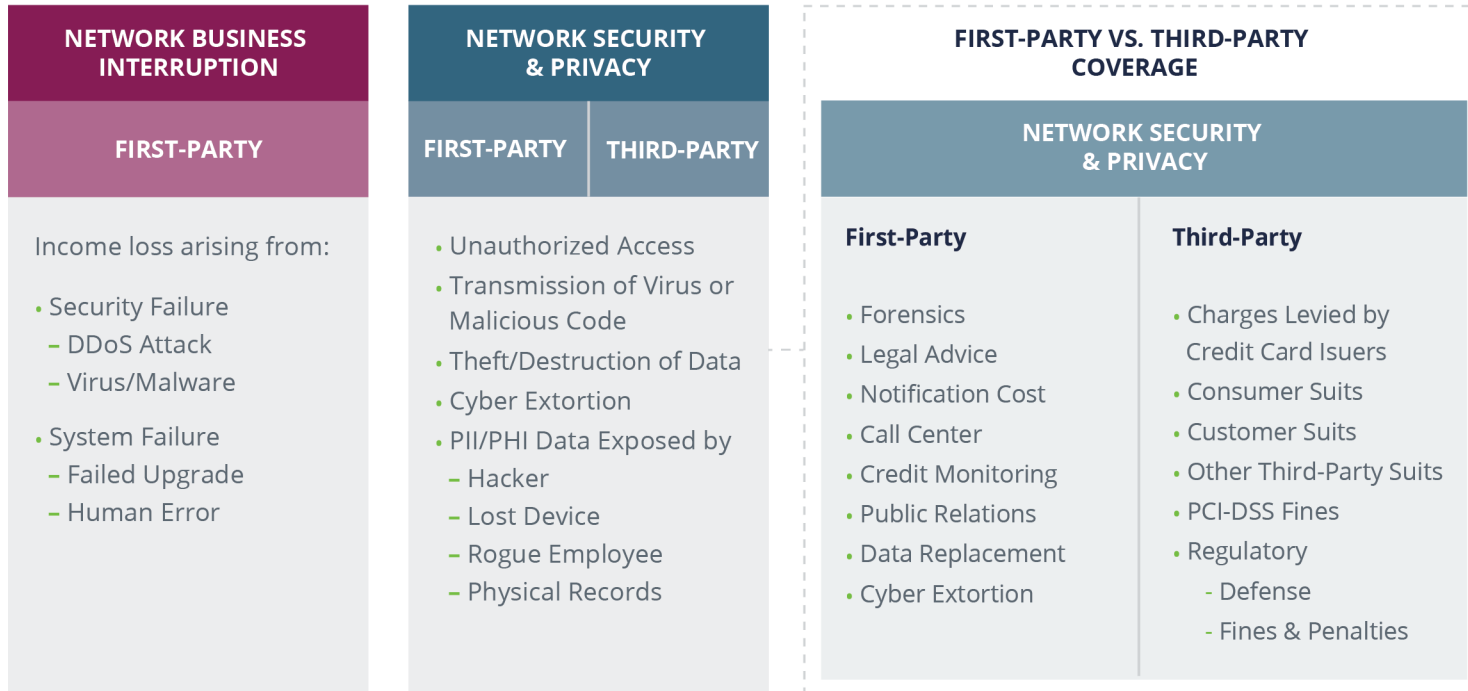 NETWORK BUSINESS
INTERRUPTION
FIRST-PARTY
Income loss arising from:
• Security Failure
– DDoS Attack
– Virus/Malware
• System Failure
– Failed Upgrade
– Human Error
NETWORK SECURITY
& PRIVACY
FIRST-PARTY
THIRD-PARTY
• Unauthorized Access
• Transmission of Virus or
Malicious Code
• Theft/Destruction of Data
• Cyber Extortion
• PII/PHI Data Exposed by
– Hacker
– Lost Device
– Rogue Employee
– Physical Records
FIRST-PARTY VS. THIRD-PARTY
COVERAGE
NETWORK SECURITY
& PRIVACY
First-Party
• Forensics
• Legal Advice
• Notification Cost
• Call Center
• Credit Monitoring
• Public Relations
• Data Replacement
• Cyber Extortion
Third-Party
• Charges Levied by
Credit Card Isuers
• Consumer Suits
• Customer Suits
• Other Third-Party Suits
• PCI-DSS Fines
• Regulatory
- Defense
- Fines & Penalties